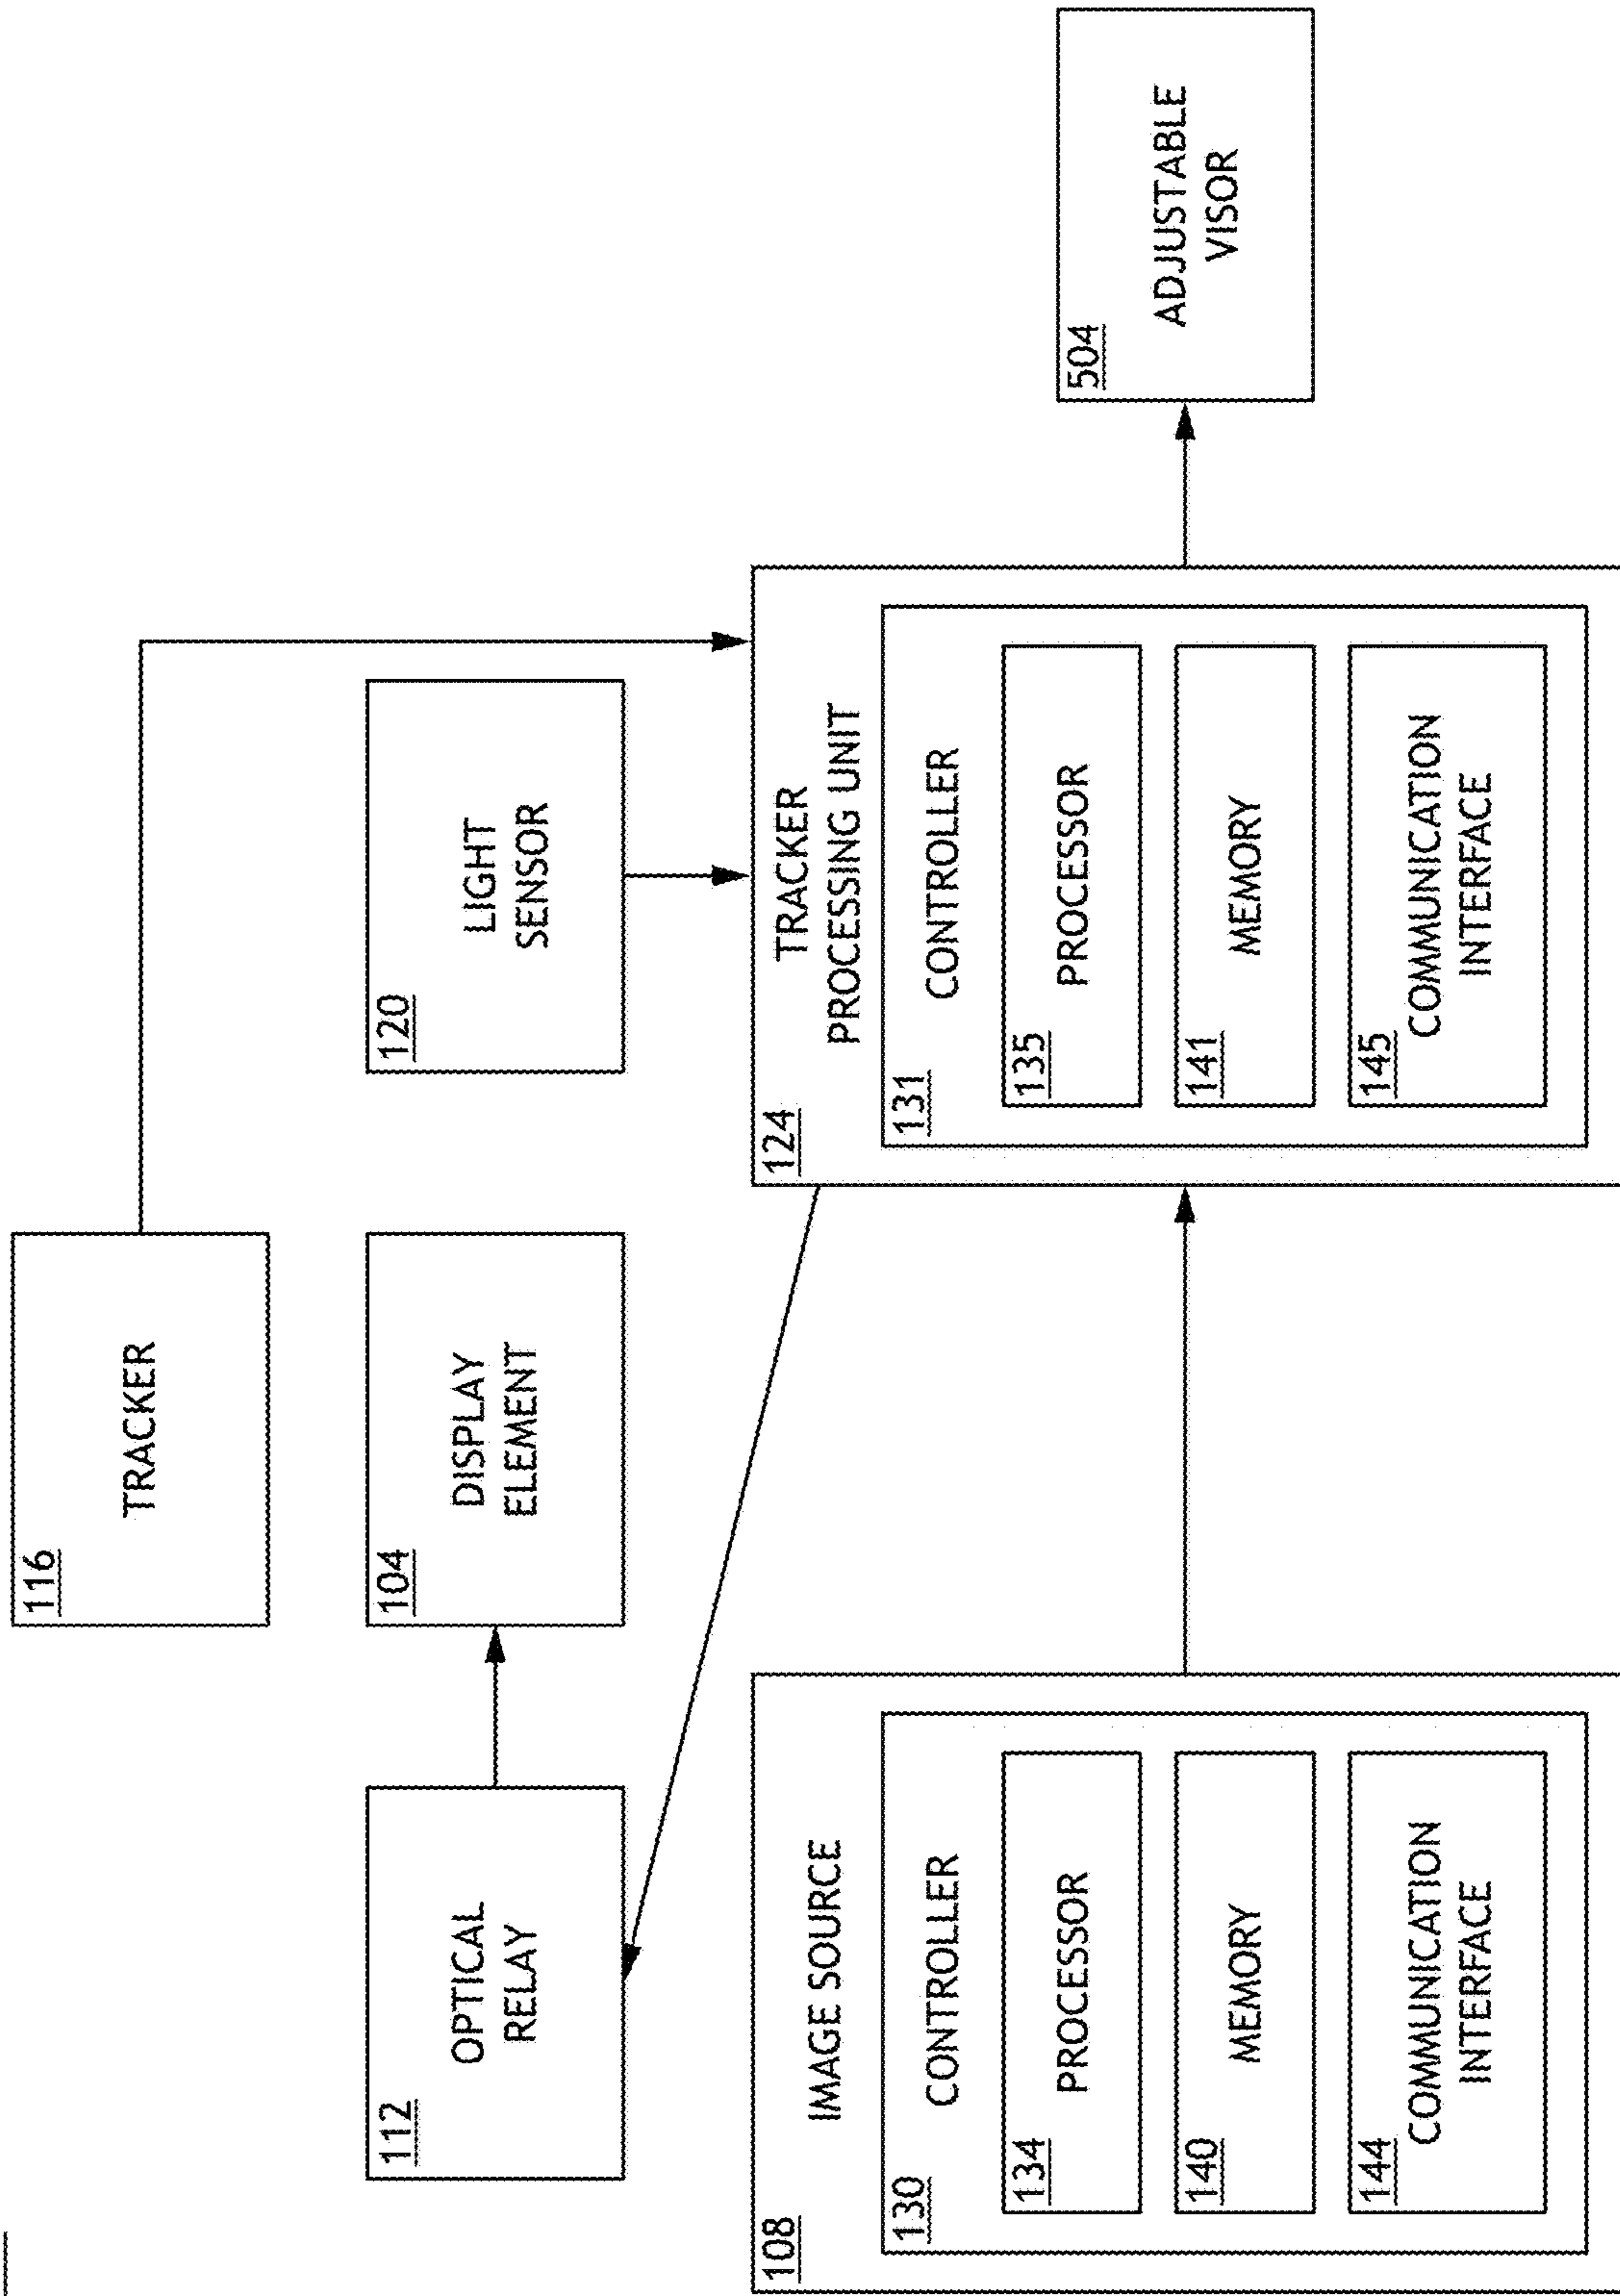 116
TRACKER
112
OPTICAL
RELAY
104
DISPLAY
ELEMENT
120
LIGHT
SENSOR
108
IMAGE SOURCE
130
CONTROLLER
134
PROCESSOR
140
MEMORY
144
COMMUNICATION
INTERFACE
124
TRACKER
PROCESSING UNIT
131
CONTROLLER
135
PROCESSOR
141
MEMORY
145
COMMUNICATION
INTERFACE
504
ADJUSTABLE
VISOR